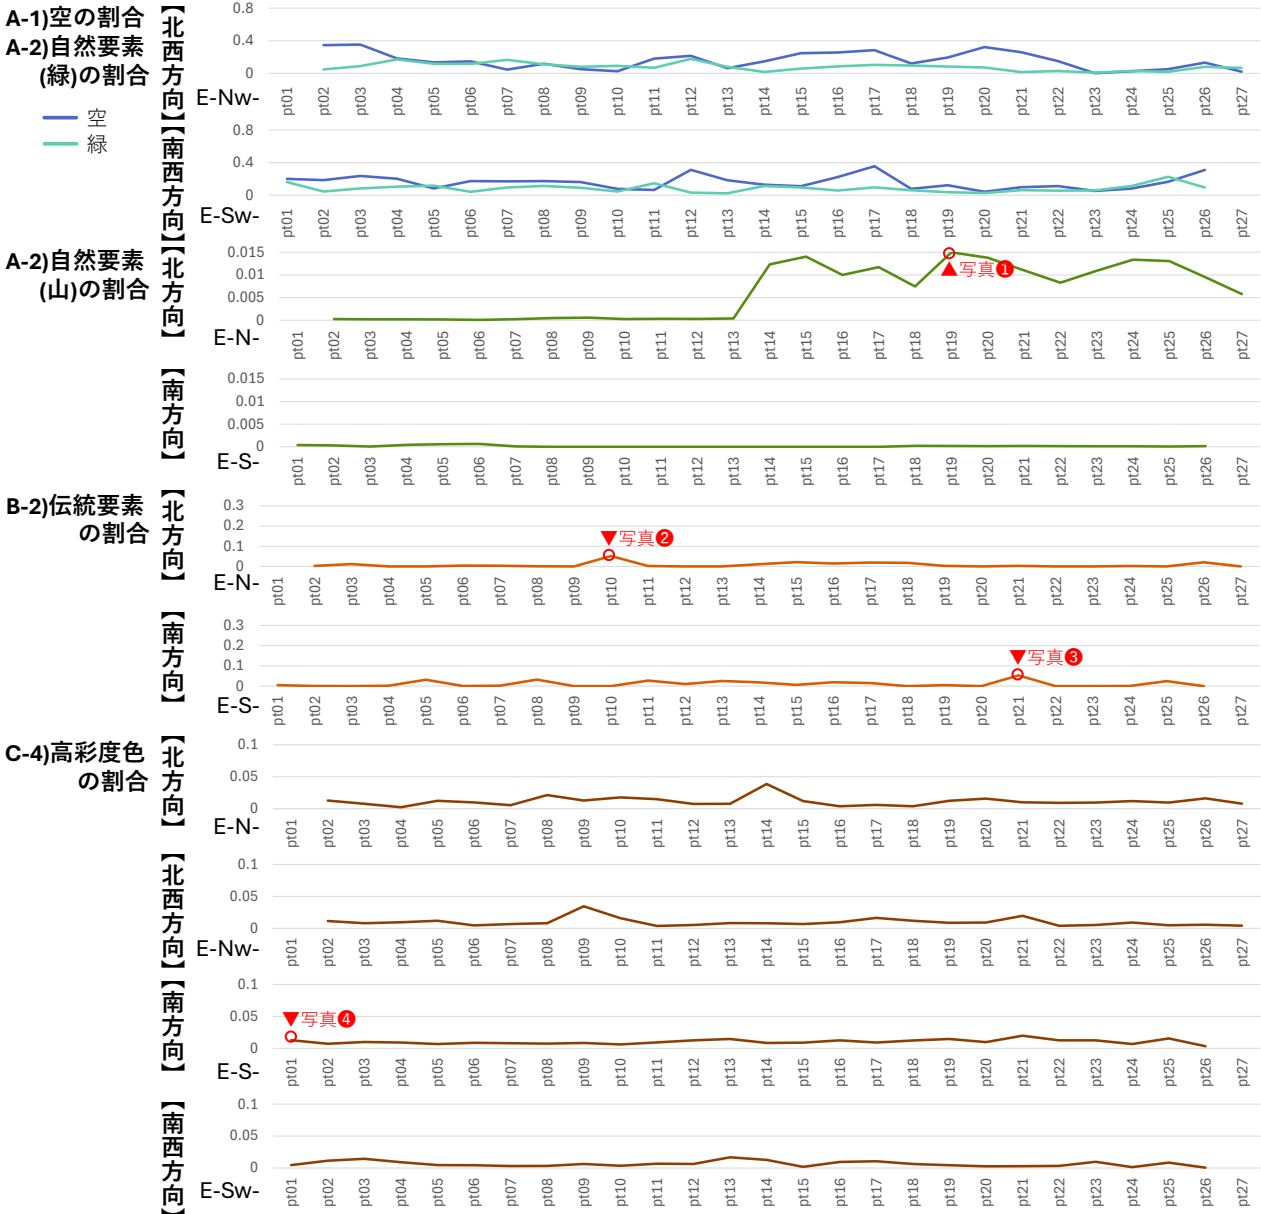 A-1)空の割合
A-2)自然要素
(緑)の割合
空
緑
【北西方向】
0.8
0.4
0
E-Nw-
pt01 pt02 pt03 pt04 pt05 pt06 pt07 pt08 pt09 pt10 pt11 pt12 pt13 pt14 pt15 pt16 pt17 pt18 pt19 pt20 pt21 pt22 pt23 pt24 pt25 pt26 pt27
【南西方向】
0.8
0.4
0
E-Sw-
pt01 pt02 pt03 pt04 pt05 pt06 pt07 pt08 pt09 pt10 pt11 pt12 pt13 pt14 pt15 pt16 pt17 pt18 pt19 pt20 pt21 pt22 pt23 pt24 pt25 pt26 pt27
A-2)自然要素
(山)の割合
【北方向】
0.015
0.01
0.005
0
▲写真❶
E-N-
pt01 pt02 pt03 pt04 pt05 pt06 pt07 pt08 pt09 pt10 pt11 pt12 pt13 pt14 pt15 pt16 pt17 pt18 pt19 pt20 pt21 pt22 pt23 pt24 pt25 pt26 pt27
【南方向】
0.015
0.01
0.005
0
E-S-
pt01 pt02 pt03 pt04 pt05 pt06 pt07 pt08 pt09 pt10 pt11 pt12 pt13 pt14 pt15 pt16 pt17 pt18 pt19 pt20 pt21 pt22 pt23 pt24 pt25 pt26 pt27
B-2)伝統要素
の割合
【北方向】
0.3
0.2
0.1
0
▼写真❷
E-N-
pt01 pt02 pt03 pt04 pt05 pt06 pt07 pt08 pt09 pt10 pt11 pt12 pt13 pt14 pt15 pt16 pt17 pt18 pt19 pt20 pt21 pt22 pt23 pt24 pt25 pt26 pt27
【南方向】
0.3
0.2
0.1
0
▼写真❸
E-S-
pt01 pt02 pt03 pt04 pt05 pt06 pt07 pt08 pt09 pt10 pt11 pt12 pt13 pt14 pt15 pt16 pt17 pt18 pt19 pt20 pt21 pt22 pt23 pt24 pt25 pt26 pt27
C-4)高彩度色
の割合
【北方向】
0.1
0.05
0
E-N-
pt01 pt02 pt03 pt04 pt05 pt06 pt07 pt08 pt09 pt10 pt11 pt12 pt13 pt14 pt15 pt16 pt17 pt18 pt19 pt20 pt21 pt22 pt23 pt24 pt25 pt26 pt27
【北西方向】
0.1
0.05
0
E-Nw-
pt01 pt02 pt03 pt04 pt05 pt06 pt07 pt08 pt09 pt10 pt11 pt12 pt13 pt14 pt15 pt16 pt17 pt18 pt19 pt20 pt21 pt22 pt23 pt24 pt25 pt26 pt27
【南方向】
0.1
0.05
0
▼写真❹
E-S-
pt01 pt02 pt03 pt04 pt05 pt06 pt07 pt08 pt09 pt10 pt11 pt12 pt13 pt14 pt15 pt16 pt17 pt18 pt19 pt20 pt21 pt22 pt23 pt24 pt25 pt26 pt27
【南西方向】
0.1
0.05
0
E-Sw-
pt01 pt02 pt03 pt04 pt05 pt06 pt07 pt08 pt09 pt10 pt11 pt12 pt13 pt14 pt15 pt16 pt17 pt18 pt19 pt20 pt21 pt22 pt23 pt24 pt25 pt26 pt27